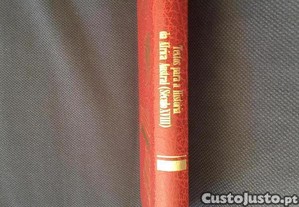 Textos para a história
da África Austral (Século XVIII)
CustoJusto.pt